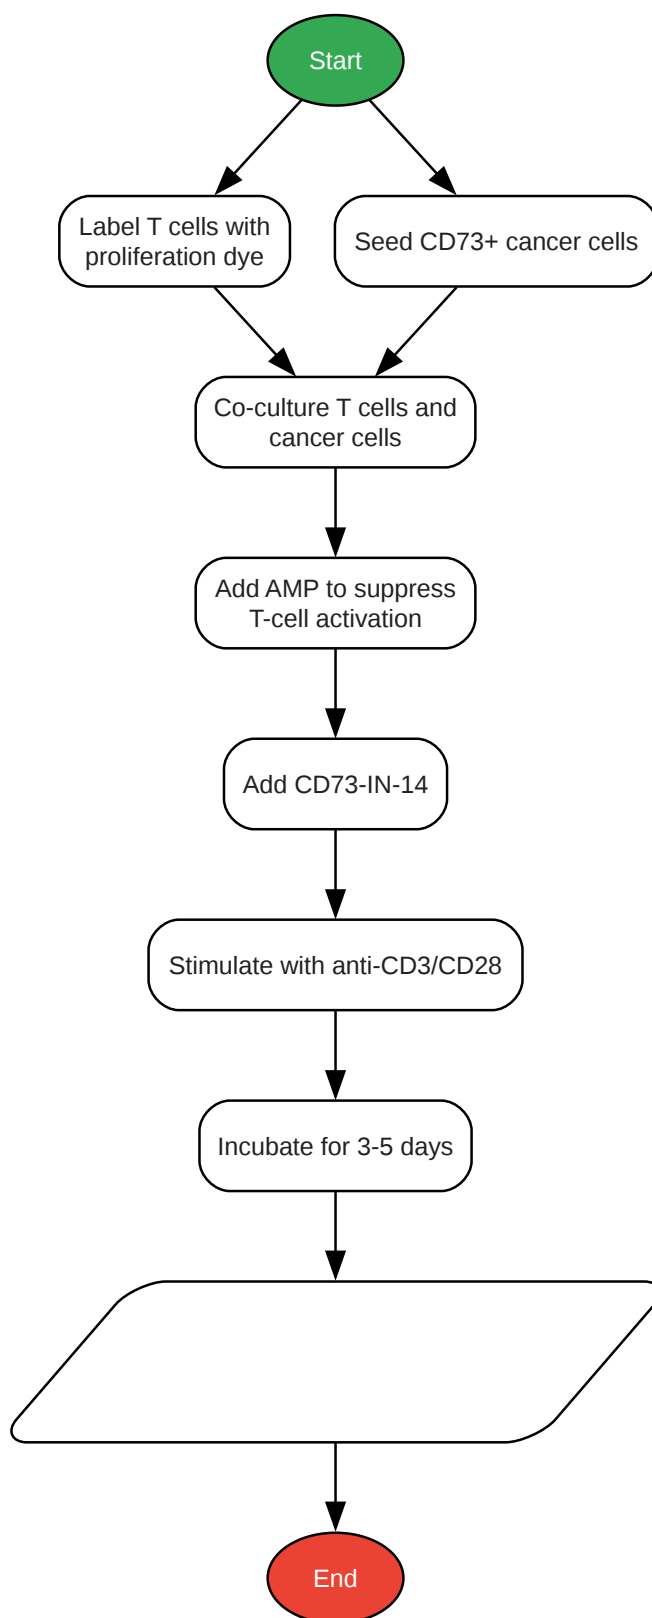 Start
Label T cells with
proliferation dye
Seed CD73+ cancer cells
Co-culture T cells and
cancer cells
Add AMP to suppress
T-cell activation
Add CD73-IN-14
Stimulate with anti-CD3/CD28
Incubate for 3-5 days
End